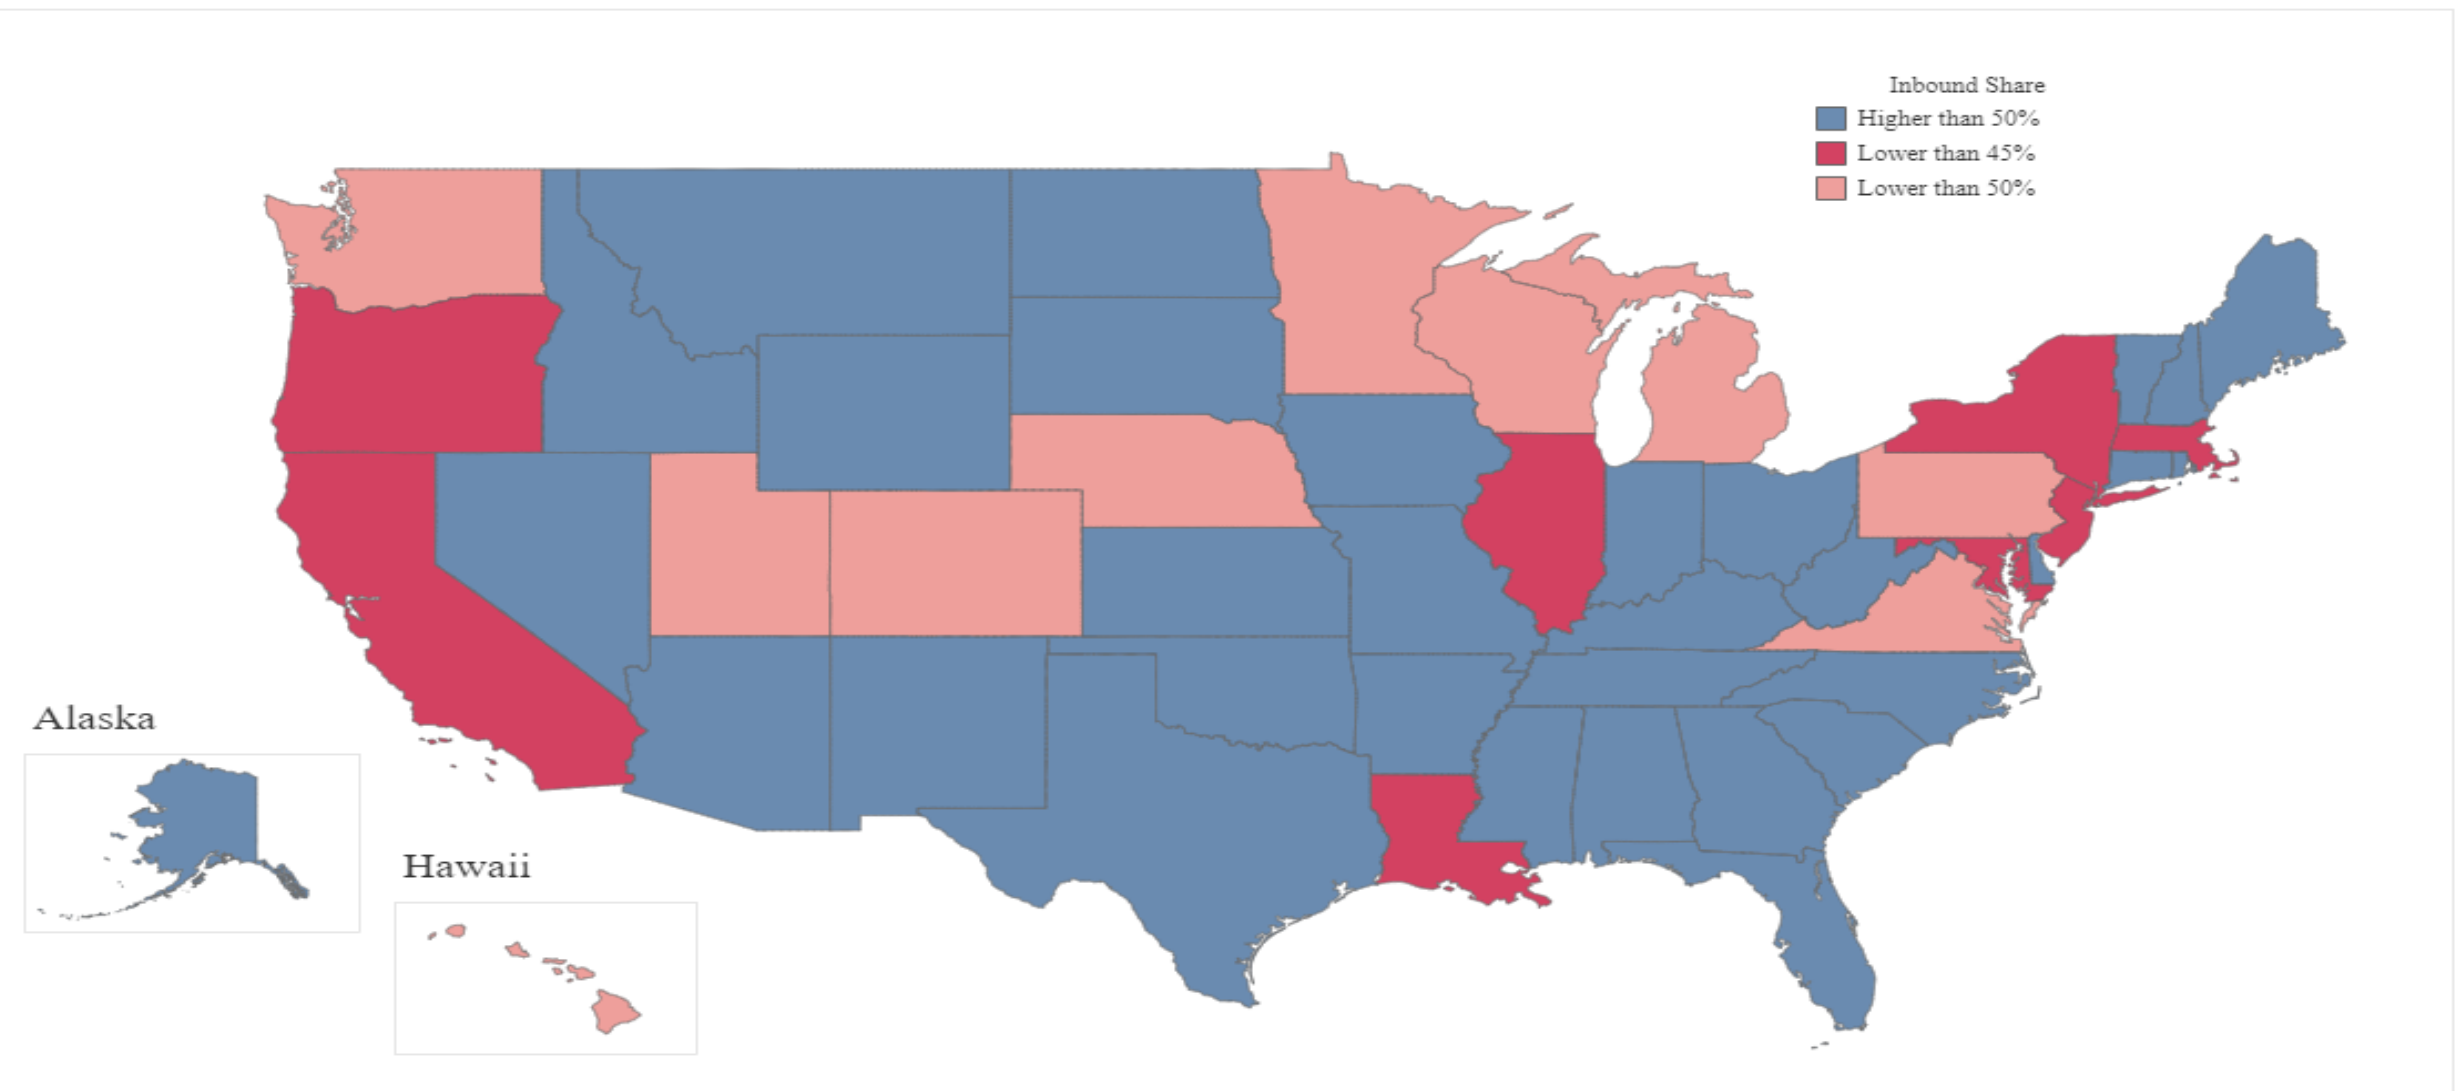 Inbound Share
Higher than 50%
Lower than 45%
Lower than 50%
Alaska
Hawaii